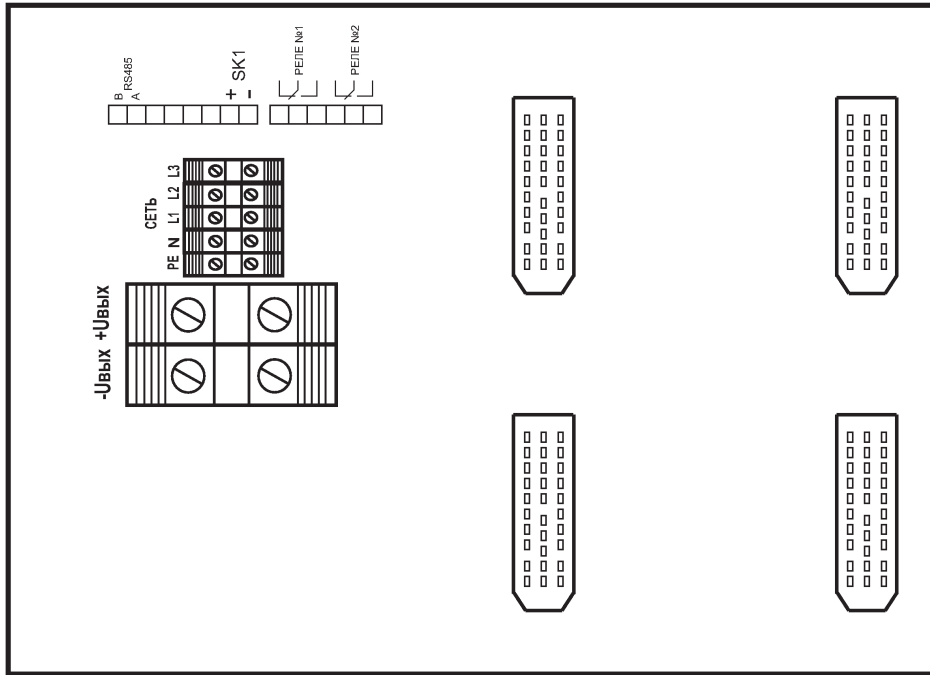 B
A
RS485
+
-
SK1
РЕЛЕ №1
РЕЛЕ №2
СЕТЬ
PE N L1 L2 L3
-Uвых +Uвых